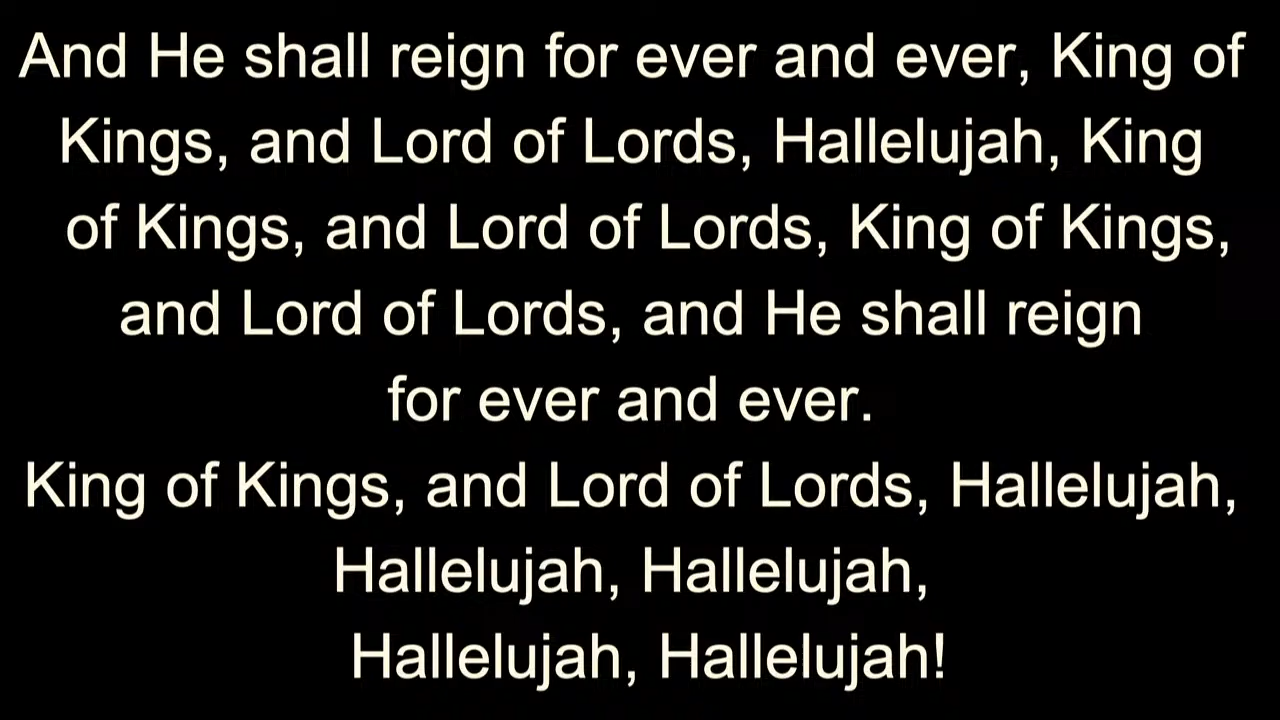 And He shall reign for ever and ever, King of
Kings, and Lord of Lords, Hallelujah, King
of Kings, and Lord of Lords, King of Kings,
and Lord of Lords, and He shall reign
for ever and ever.
King of Kings, and Lord of Lords, Hallelujah,
Hallelujah, Hallelujah,
Hallelujah, Hallelujah!